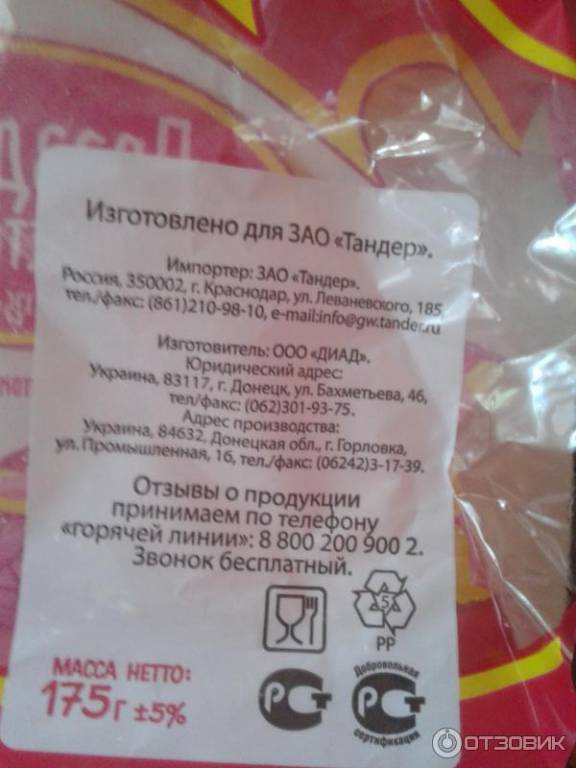 Изготовлено для ЗАО «Тандер».
Импортер: ЗАО «Тандер».
Россия, 350002, г. Краснодар, ул. Леваневского, 185
тел./факс: (861)210-98-10, e-mail:info@gw.tander.ru
Изготовитель: ООО «ДИАД».
Юридический адрес:
Украина, 83117, г. Донецк, ул. Бахметьева, 46,
тел/факс: (062)301-93-75.
Адрес производства:
Украина, 84632, Донецкая обл., г. Горловка,
ул. Промышленная, 16, тел./факс: (06242)3-17-39.
Отзывы о продукции
принимаем по телефону
«горячей линии»: 8 800 200 900 2.
Звонок бесплатный.
5
PP
МАССА НЕТТО:
175г ±5%
РСТ
Добровольная
РСТ
сертификация
ОТЗОВИК